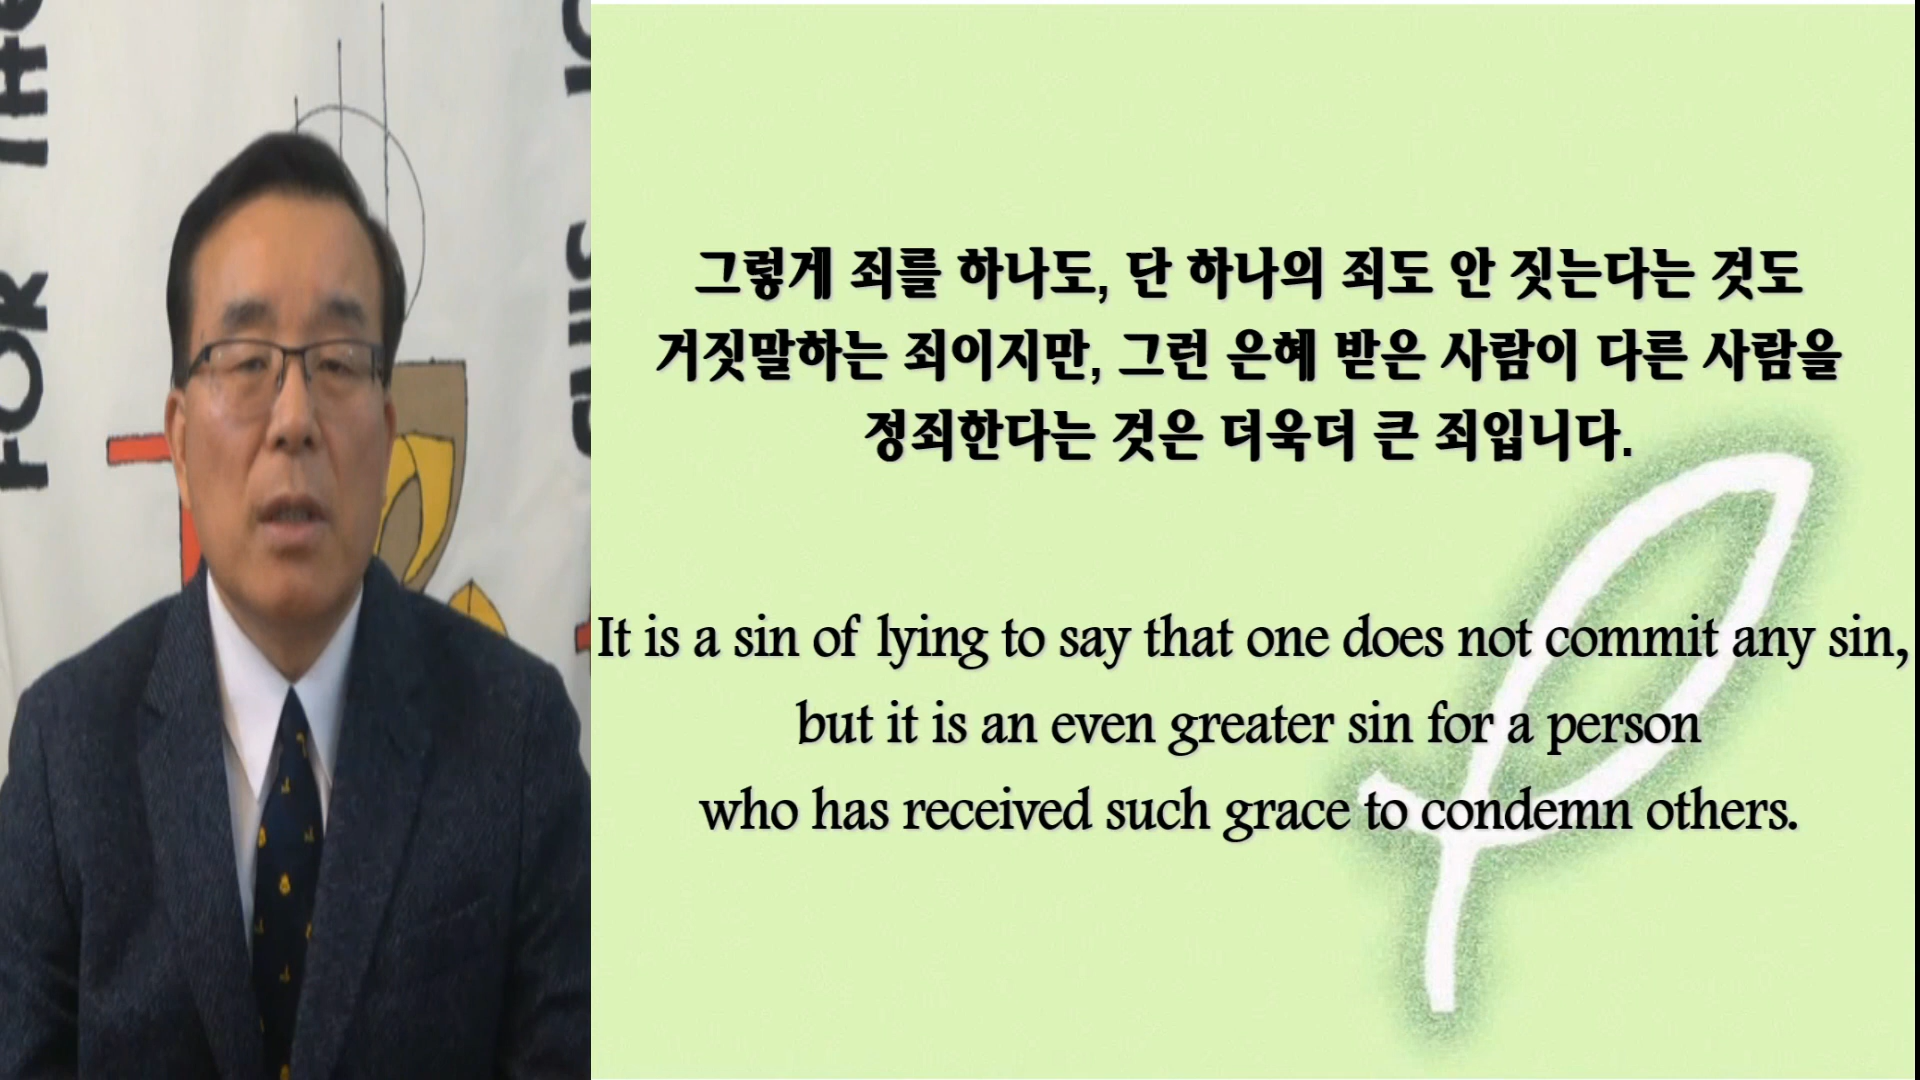 FOR THO
그렇게 죄를 하나도, 단 하나의 죄도 안 짓는다는 것도
거짓말하는 죄이지만, 그런 은혜 받은 사람이 다른 사람을
정죄한다는 것은 더욱더 큰 죄입니다.
It is a sin of lying to say that one does not commit any sin,
but it is an even greater sin for a person
who has received such grace to condemn others.